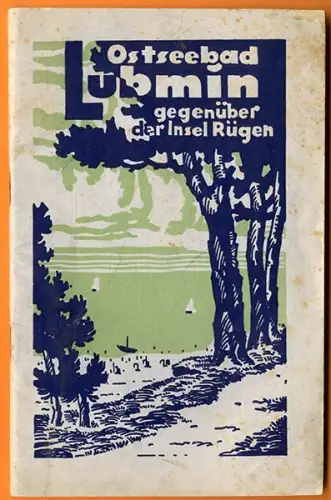 Ostseebad
Lubmin
gegenüber
der Insel Rügen